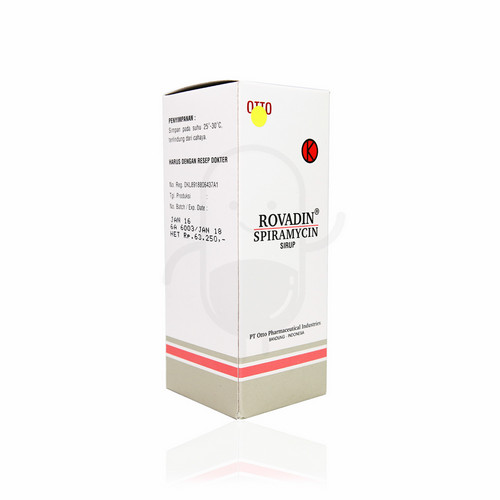 PENYIMPANAN :
Simpan pada suhu 25°-30°C,
terlindung dari cahaya
HARUS DENGAN RESEP DOKTER
No. Reg. DKL8918806437A1
Tgl. Produksi :
No. Batch / Exp. Date :
JAN 16
6A 6003/JAN 18
HET Rp.63.250,-
OTTO
K
ROVADIN®
SPIRAMYCIN
SIRUP
PT Otto Pharmaceutical Industries
BANDUNG - INDONESIA